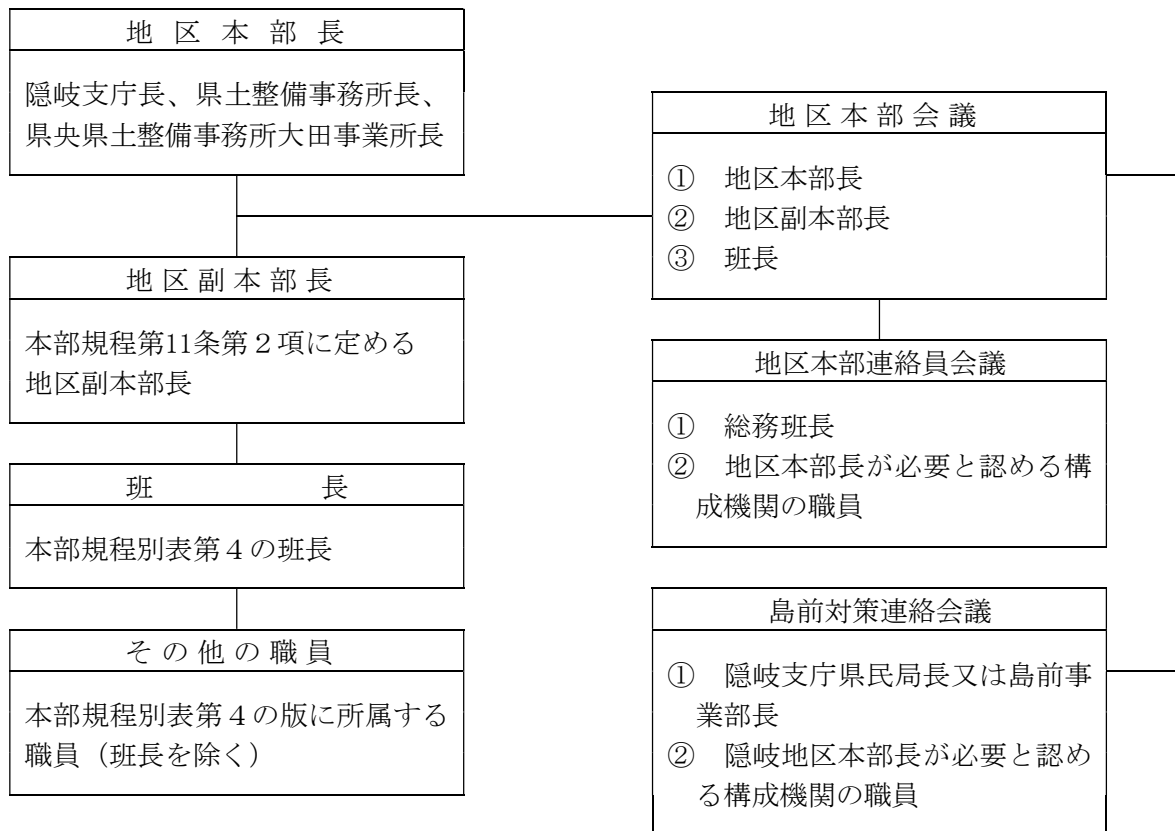 地区本部長
隠岐支庁長、県土整備事務所長、
県央県土整備事務所大田事業所長
地区副本部長
本部規程第11条第２項に定める
地区副本部長
班長
本部規程別表第４の班長
その他の職員
本部規程別表第４の版に所属する
職員（班長を除く）
地区本部会議
①　地区本部長
②　地区副本部長
③　班長
地区本部連絡員会議
①　総務班長
②　地区本部長が必要と認める構
成機関の職員
島前対策連絡会議
①　隠岐支庁県民局長又は島前事
業部長
②　隠岐地区本部長が必要と認め
る構成機関の職員